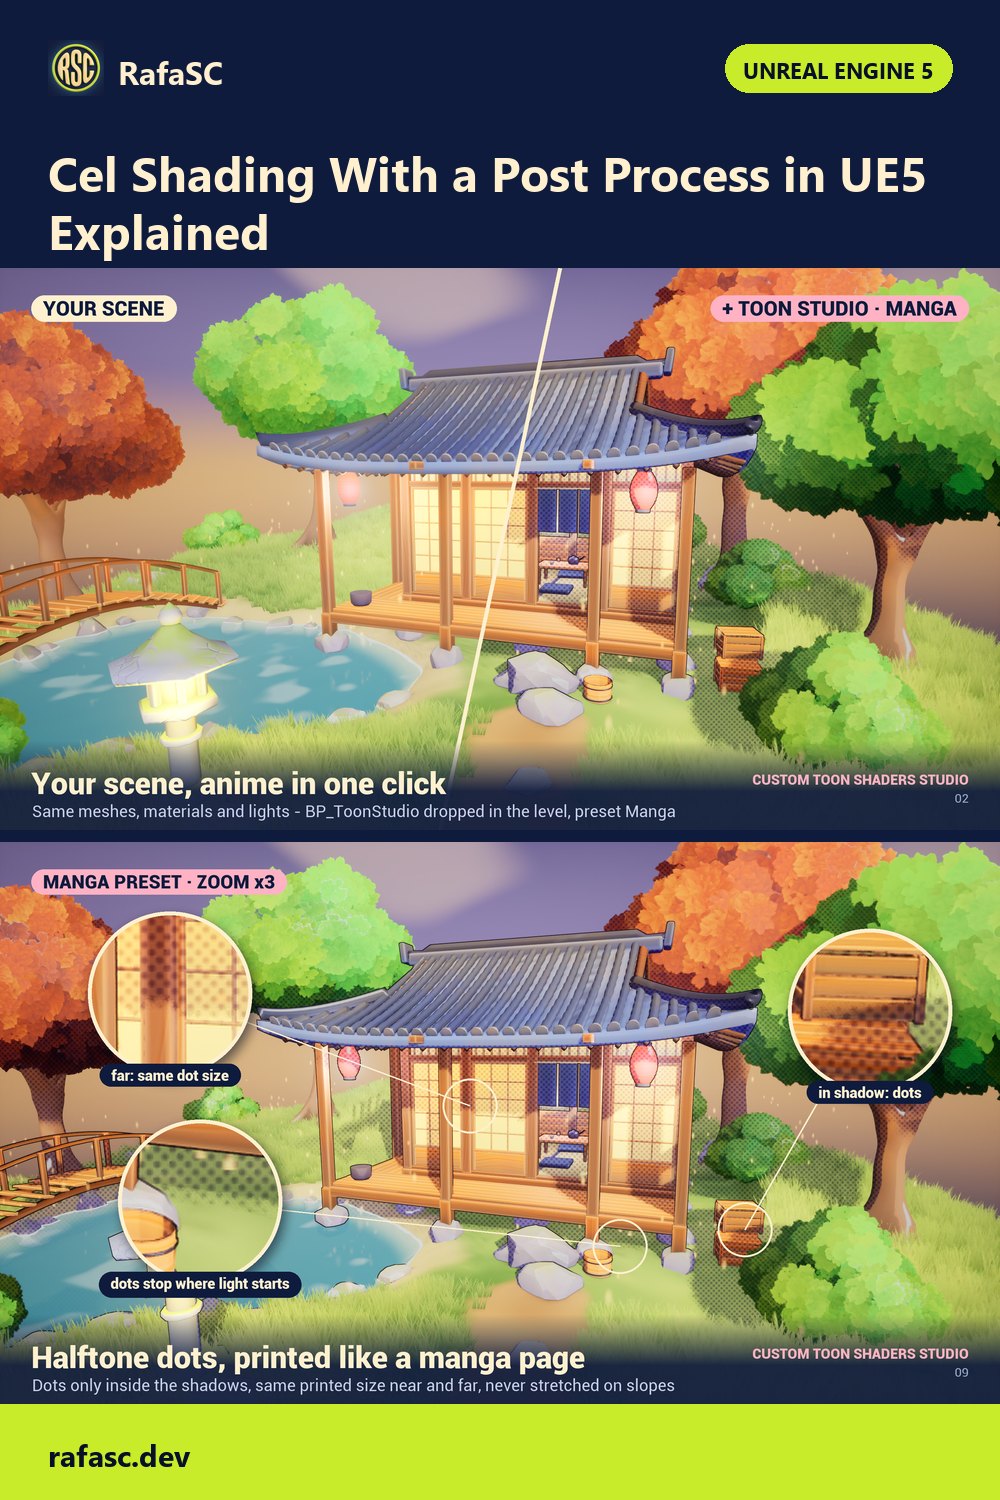 RSC
RafaSC
UNREAL ENGINE 5
Cel Shading With a Post Process in UE5
Explained
YOUR SCENE
+ TOON STUDIO · MANGA
Your scene, anime in one click
Same meshes, materials and lights - BP_ToonStudio dropped in the level, preset Manga
CUSTOM TOON SHADERS STUDIO
02
MANGA PRESET · ZOOM x3
far: same dot size
in shadow: dots
dots stop where light starts
Halftone dots, printed like a manga page
Dots only inside the shadows, same printed size near and far, never stretched on slopes
CUSTOM TOON SHADERS STUDIO
09
rafasc.dev